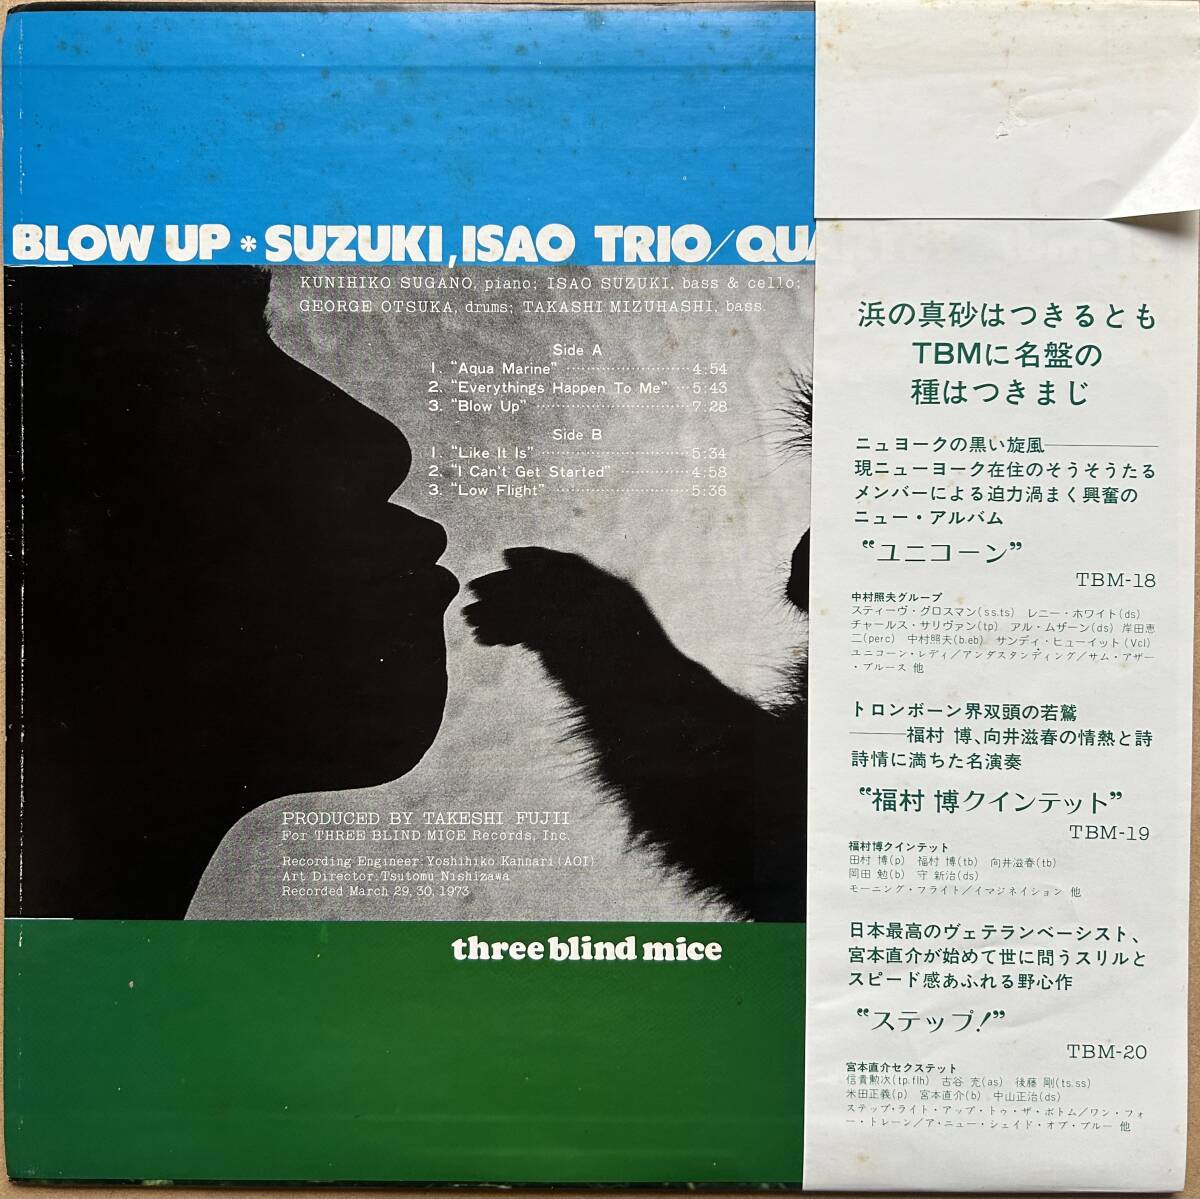 BLOW UP * SUZUKI, ISAO TRIO/QUA
KUNIHIKO SUGANO, piano; ISAO SUZUKI, bass & cello;
GEORGE OTSUKA, drums; TAKASHI MIZUHASHI, bass.
Side A
1. "Aqua Marine" 4:54
2. "Everythings Happen To Me" 5:43
3. "Blow Up" 7:28
Side B
1. "Like It Is" 5:34
2. "I Can't Get Started" 4:58
3. "Low Flight" 5:36
PRODUCED BY TAKESHI FUJII
For THREE BLIND MICE Records, Inc.
Recording Engineer: Yoshihiko Kannari (AOI)
Art Director: Tsutomu Nishizawa
Recorded March 29, 30, 1973
three blind mice
浜の真砂はつきるとも
TBMに名盤の
種はつきまじ
ニュヨークの黒い旋風――
現ニューヨーク在住のそうそうたる
メンバーによる迫力渦まく興奮の
ニュー・アルバム
“ユニコーン”
TBM-18
中村照夫グループ
スティーヴ・グロスマン(ss.ts) レニー・ホワイト(ds)
チャールス・サリヴァン(tp) アル・ムザーン(ds) 岸田恵
二(perc) 中村照夫(b.eb) サンディ・ヒューイット(Vcl)
ユニコーン・レディ／アンダスタンディング／サム・アザー
・ブルース 他
トロンボーン界双頭の若鷲
――福村 博、向井滋春の情熱と詩
詩情に満ちた名演奏
“福村 博クインテット”
TBM-19
福村博クインテット
田村 博(p) 福村 博(tb) 向井滋春(tb)
岡田 勉(b) 守 新治(ds)
モーニング・フライト／イマジネイション 他
日本最高のヴェテランベーシスト、
宮本直介が始めて世に問うスリルと
スピード感あふれる野心作
“ステップ!”
TBM-20
宮本直介セクステット
信貴勲次(tp.flh) 古谷 充(as) 後藤 剛(ts.ss)
米田正義(p) 宮本直介(b) 中山正治(ds)
ステップ・ライト・アップ・トゥ・ザ・ボトム／ワン・フォ
ー・トレーン／ア・ニュー・シェイド・オブ・ブルー 他